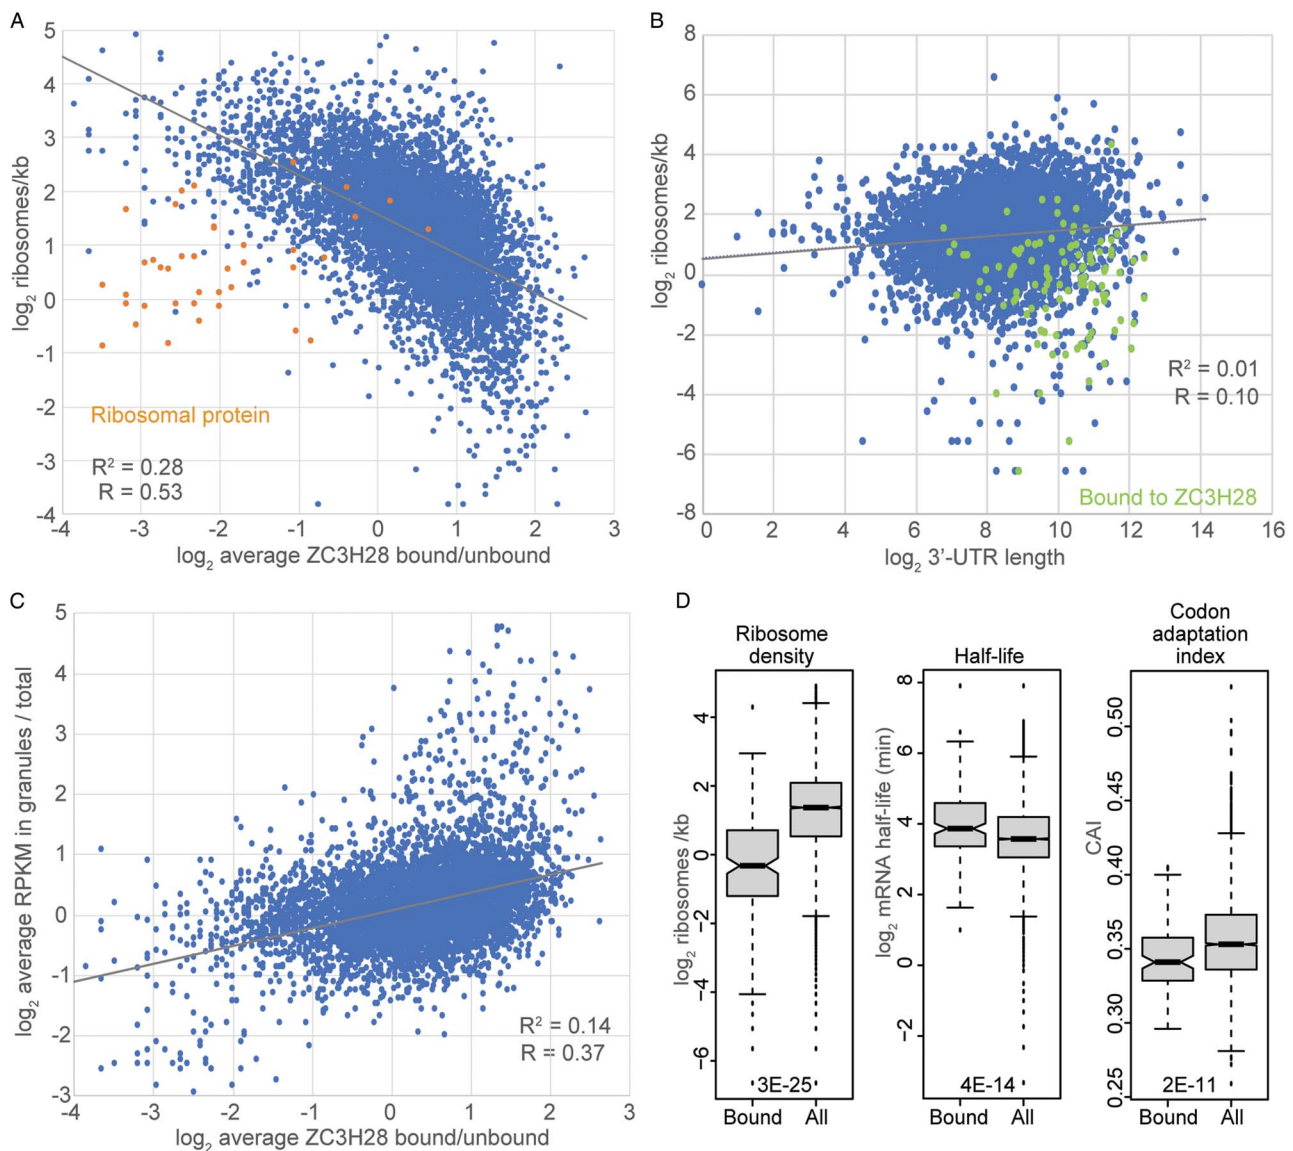 A
5
4
3
2
1
0
-1
-2
-3
-4
log2 ribosomes/kb
Ribosomal protein
R² = 0.28
R = 0.53
-4 -3 -2 -1 0 1 2 3
log2 average ZC3H28 bound/unbound
B
8
6
4
2
0
-2
-4
-6
-8
log2 ribosomes/kb
R² = 0.01
R = 0.10
Bound to ZC3H28
0 2 4 6 8 10 12 14 16
log2 3’-UTR length
C
5
4
3
2
1
0
-1
-2
-3
log2 average RPKM in granules / total
R² = 0.14
R = 0.37
-4 -3 -2 -1 0 1 2 3
log2 average ZC3H28 bound/unbound
D
Ribosome
density
log2 ribosomes /kb
4
2
0
−2
−4
−6
3E-25
Bound All
Half-life
log2 mRNA half-life (min)
8
6
4
2
0
−2
4E-14
Bound All
Codon
adaptation
index
CAI
0.50
0.45
0.40
0.35
0.30
0.25
2E-11
Bound All